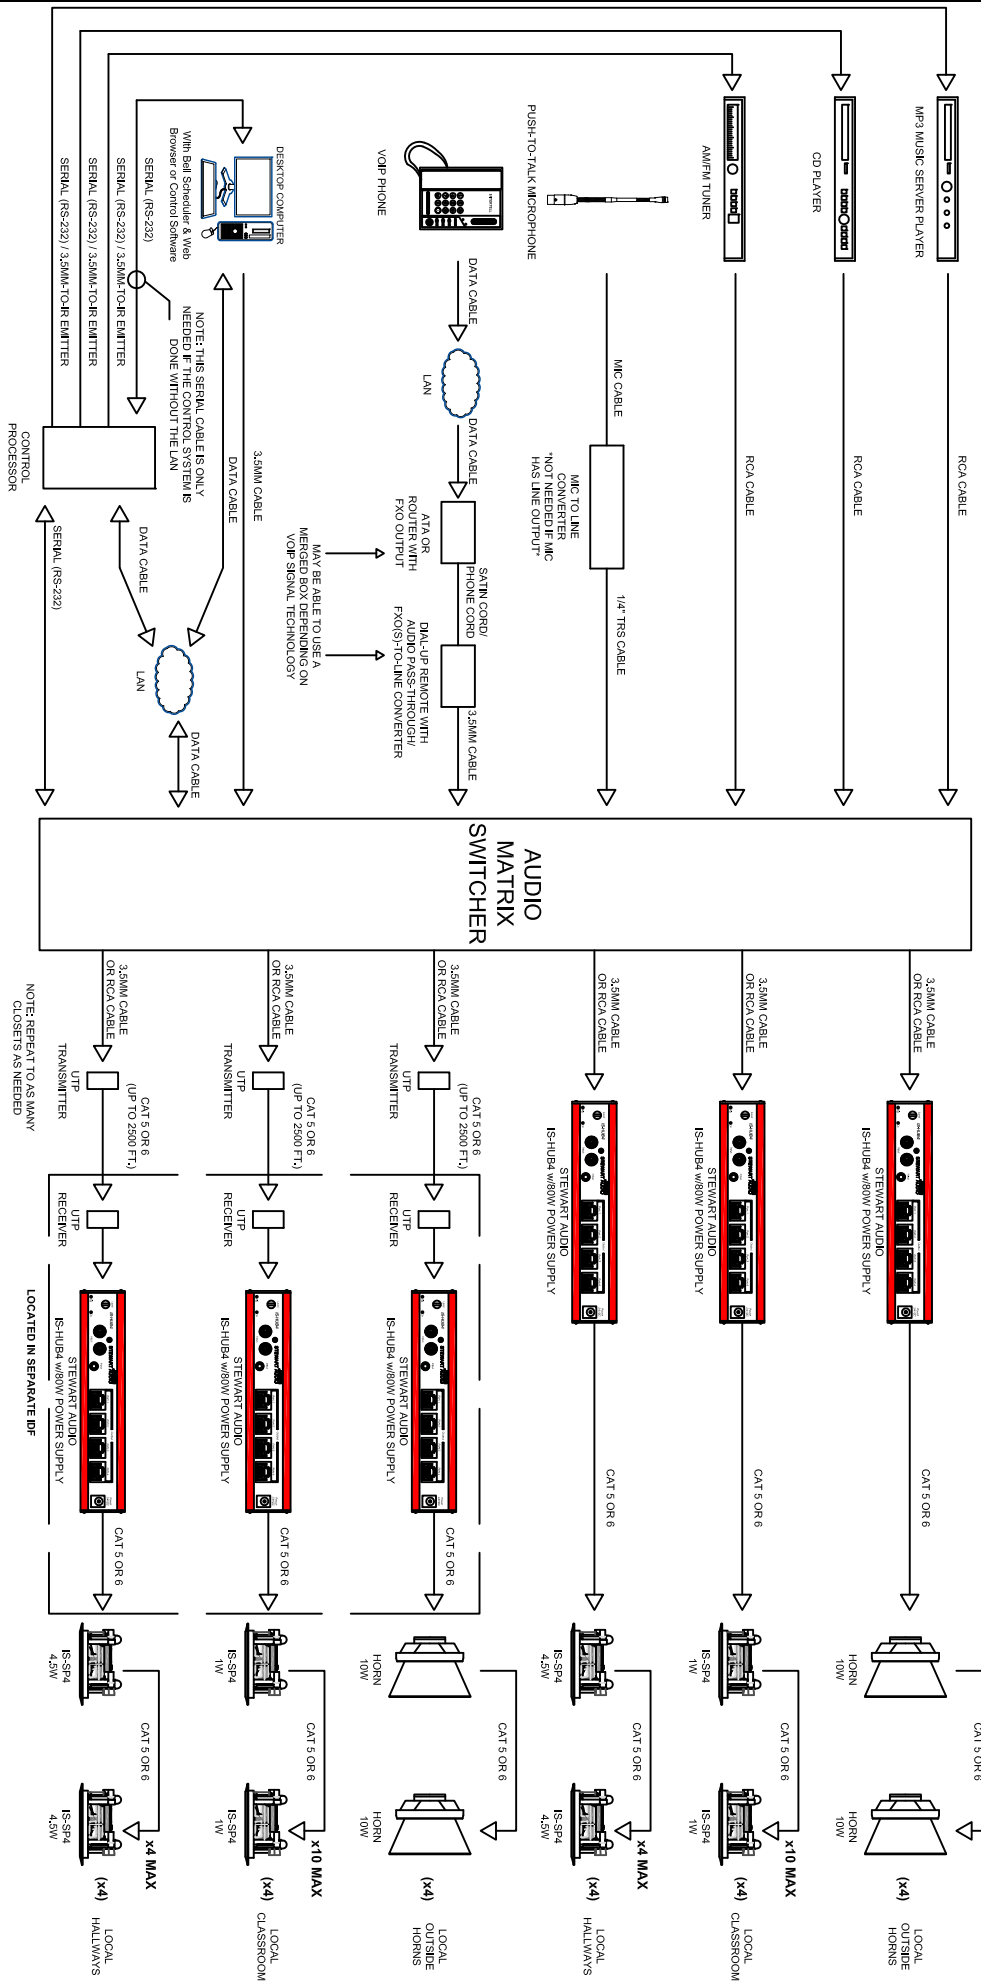 MP3 MUSIC SERVER PLAYER
RCA CABLE
CD PLAYER
RCA CABLE
AM/FM TUNER
RCA CABLE
PUSH-TO-TALK MICROPHONE
MIC CABLE
MIC TO LINE
CONVERTER
*NOT NEEDED IF MIC
HAS LINE OUTPUT*
1/4" TRS CABLE
VOIP PHONE
DATA CABLE
LAN
DATA CABLE
ATA OR
ROUTER WITH
FXO OUTPUT
SATIN CORD/
PHONE CORD
DIAL-UP REMOTE WITH
AUDIO PASS-THROUGH/
FXO(S)-TO-LINE CONVERTER
3.5MM CABLE
MAY BE ABLE TO USE A
MERGED BOX DEPENDING ON
VOIP SIGNAL TECHNOLOGY
DESKTOP COMPUTER
With Bell Scheduler & Web
Browser or Control Software
3.5MM CABLE
DATA CABLE
NOTE: THIS SERIAL CABLE IS ONLY
NEEDED IF THE CONTROL SYSTEM IS
DONE WITHOUT THE LAN
SERIAL (RS-232)
SERIAL (RS-232) / 3.5MM-TO-IR EMITTER
SERIAL (RS-232) / 3.5MM-TO-IR EMITTER
SERIAL (RS-232) / 3.5MM-TO-IR EMITTER
CONTROL
PROCESSOR
DATA CABLE
LAN
DATA CABLE
SERIAL (RS-232)
AUDIO
MATRIX
SWITCHER
3.5MM CABLE
OR RCA CABLE
STEWART AUDIO
IS-HUB4 w/80W POWER SUPPLY
CAT 5 OR 6
HORN
10W
CAT 5 OR 6
HORN
10W
(x4)
LOCAL
OUTSIDE
HORNS
3.5MM CABLE
OR RCA CABLE
STEWART AUDIO
IS-HUB4 w/80W POWER SUPPLY
CAT 5 OR 6
IS-SP4
1W
CAT 5 OR 6
IS-SP4
1W
x10 MAX
(x4)
LOCAL
CLASSROOM
3.5MM CABLE
OR RCA CABLE
STEWART AUDIO
IS-HUB4 w/80W POWER SUPPLY
CAT 5 OR 6
IS-SP4
4.5W
CAT 5 OR 6
IS-SP4
4.5W
x4 MAX
(x4)
LOCAL
HALLWAYS
3.5MM CABLE
OR RCA CABLE
UTP
TRANSMITTER
CAT 5 OR 6
(UP TO 2500 FT.)
UTP
RECEIVER
STEWART AUDIO
IS-HUB4 w/80W POWER SUPPLY
CAT 5 OR 6
HORN
10W
CAT 5 OR 6
HORN
10W
(x4)
LOCAL
OUTSIDE
HORNS
3.5MM CABLE
OR RCA CABLE
UTP
TRANSMITTER
CAT 5 OR 6
(UP TO 2500 FT.)
UTP
RECEIVER
STEWART AUDIO
IS-HUB4 w/80W POWER SUPPLY
CAT 5 OR 6
IS-SP4
1W
CAT 5 OR 6
IS-SP4
1W
x10 MAX
(x4)
LOCAL
CLASSROOM
3.5MM CABLE
OR RCA CABLE
UTP
TRANSMITTER
CAT 5 OR 6
(UP TO 2500 FT.)
UTP
RECEIVER
STEWART AUDIO
IS-HUB4 w/80W POWER SUPPLY
CAT 5 OR 6
IS-SP4
4.5W
CAT 5 OR 6
IS-SP4
4.5W
x4 MAX
(x4)
LOCAL
HALLWAYS
NOTE: REPEAT TO AS MANY
CLOSETS AS NEEDED
LOCATED IN SEPARATE IDF